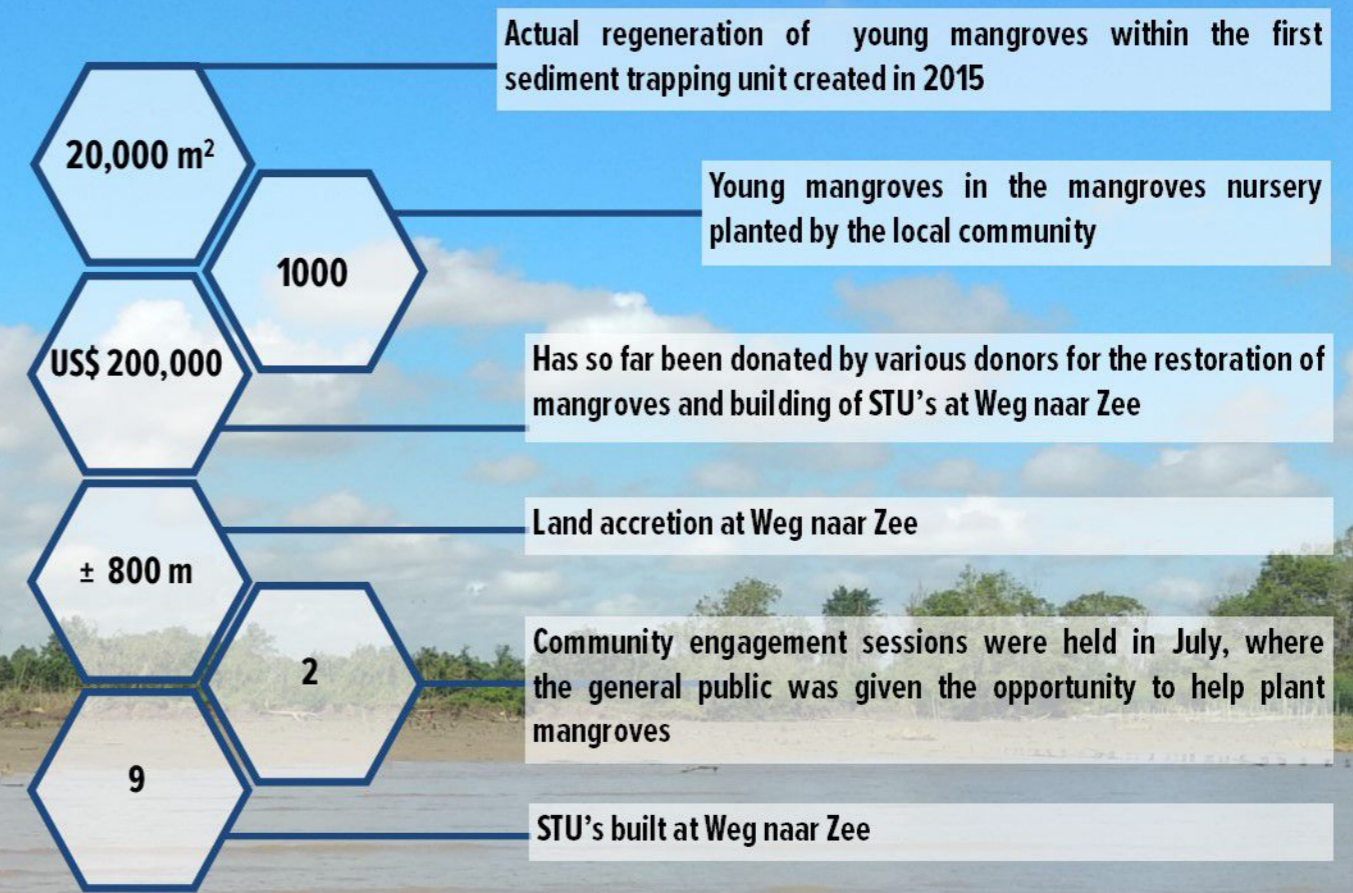 Actual regeneration of young mangroves within the first
sediment trapping unit created in 2015
20,000 m²
Young mangroves in the mangroves nursery
planted by the local community
1000
Has so far been donated by various donors for the restoration of
mangroves and building of STU's at Weg naar Zee
US$ 200,000
Land accretion at Weg naar Zee
± 800 m
Community engagement sessions were held in July, where
the general public was given the opportunity to help plant
mangroves
2
9
STU's built at Weg naar Zee